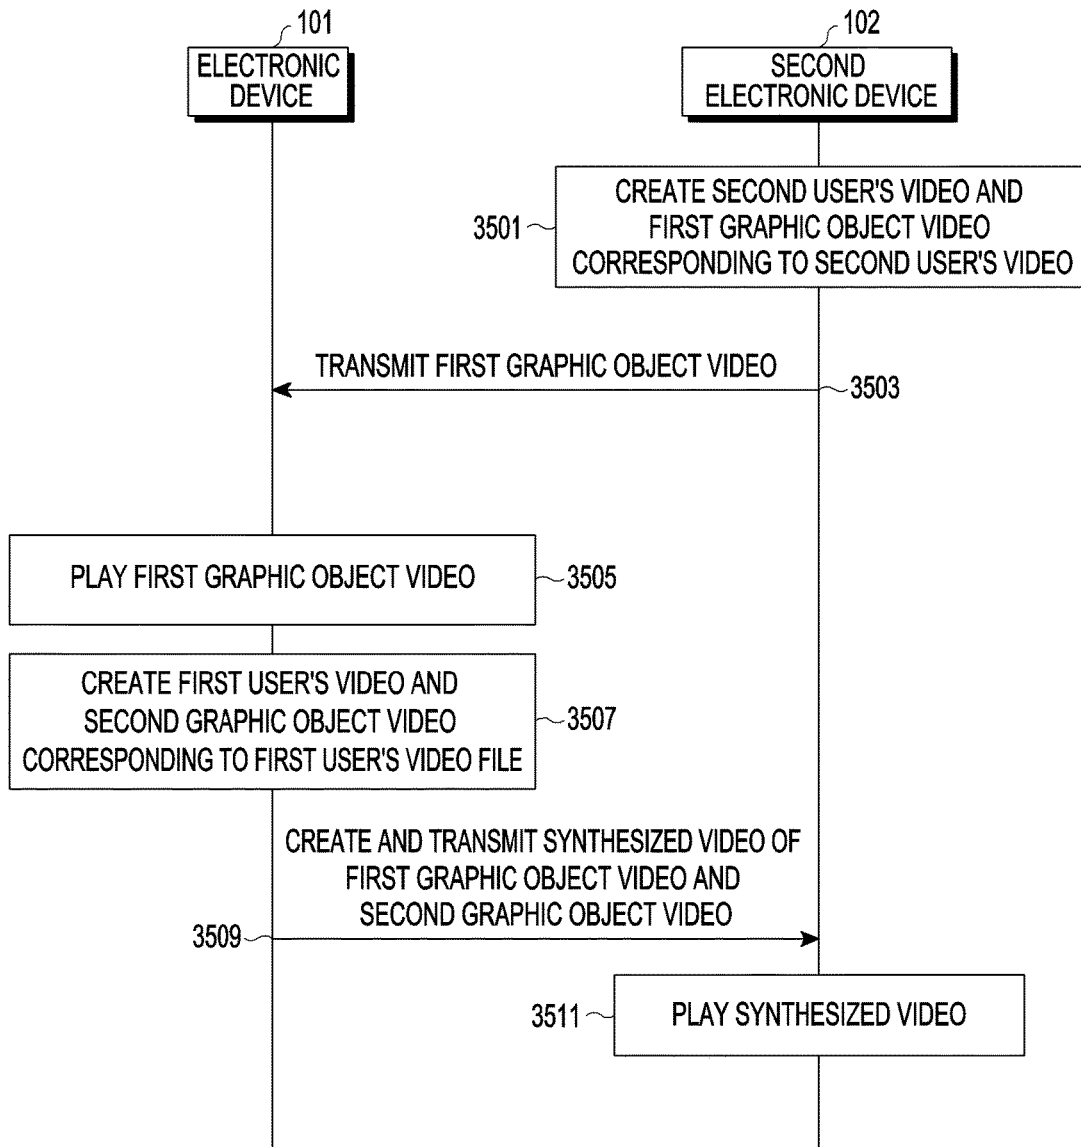 101
ELECTRONIC
DEVICE
102
SECOND
ELECTRONIC DEVICE
3501
CREATE SECOND USER'S VIDEO AND
FIRST GRAPHIC OBJECT VIDEO
CORRESPONDING TO SECOND USER'S VIDEO
TRANSMIT FIRST GRAPHIC OBJECT VIDEO
3503
PLAY FIRST GRAPHIC OBJECT VIDEO
3505
CREATE FIRST USER'S VIDEO AND
SECOND GRAPHIC OBJECT VIDEO
CORRESPONDING TO FIRST USER'S VIDEO FILE
3507
CREATE AND TRANSMIT SYNTHESIZED VIDEO OF
FIRST GRAPHIC OBJECT VIDEO AND
SECOND GRAPHIC OBJECT VIDEO
3509
3511
PLAY SYNTHESIZED VIDEO